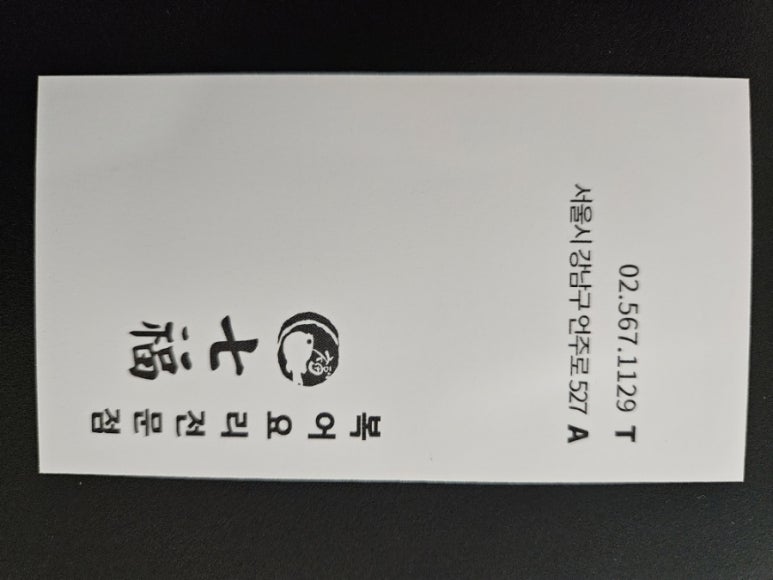 02.567.1129 T
서울시 강남구 언주로 527 A
복어요리전문점
七福